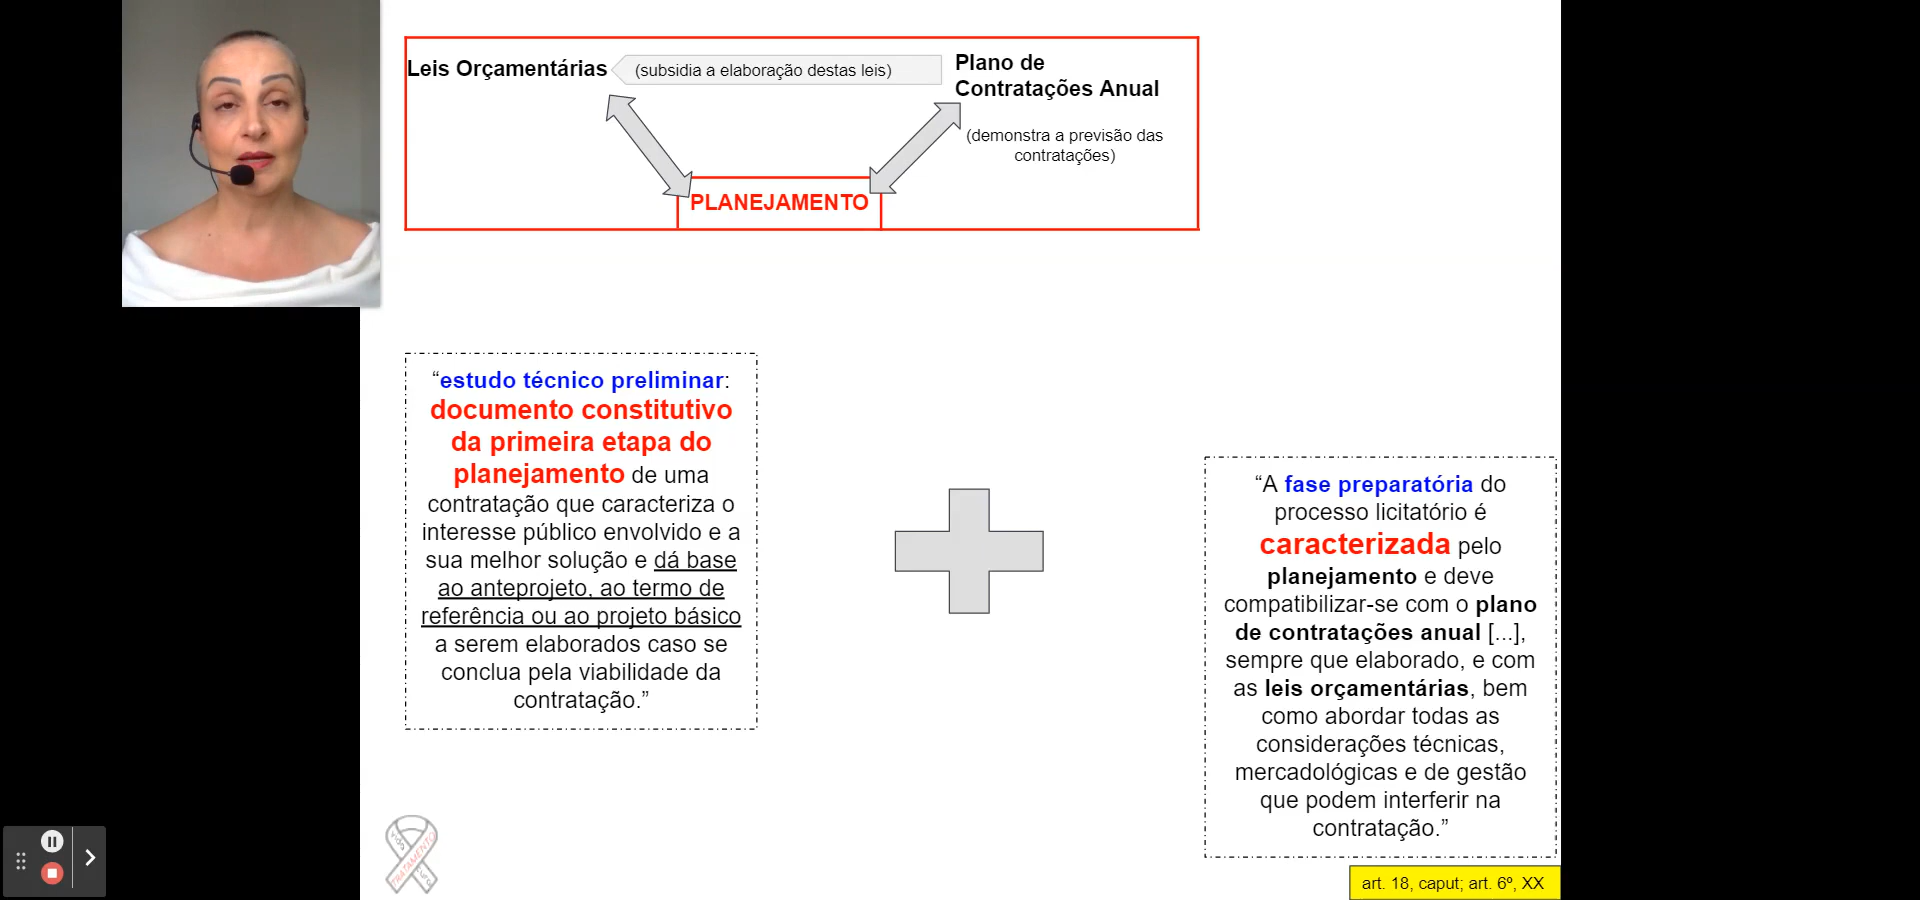 Leis Orçamentárias
(subsidia a elaboração destas leis)
Plano de
Contratações Anual
(demonstra a previsão das
contratações)
PLANEJAMENTO
“estudo técnico preliminar:
documento constitutivo
da primeira etapa do
planejamento de uma
contratação que caracteriza o
interesse público envolvido e a
sua melhor solução e dá base
ao anteprojeto, ao termo de
referência ou ao projeto básico
a serem elaborados caso se
conclua pela viabilidade da
contratação.”
“A fase preparatória do
processo licitatório é
caracterizada pelo
planejamento e deve
compatibilizar-se com o plano
de contratações anual [...],
sempre que elaborado, e com
as leis orçamentárias, bem
como abordar todas as
considerações técnicas,
mercadológicas e de gestão
que podem interferir na
contratação.”
TRATAMENTO
art. 18, caput; art. 6º, XX